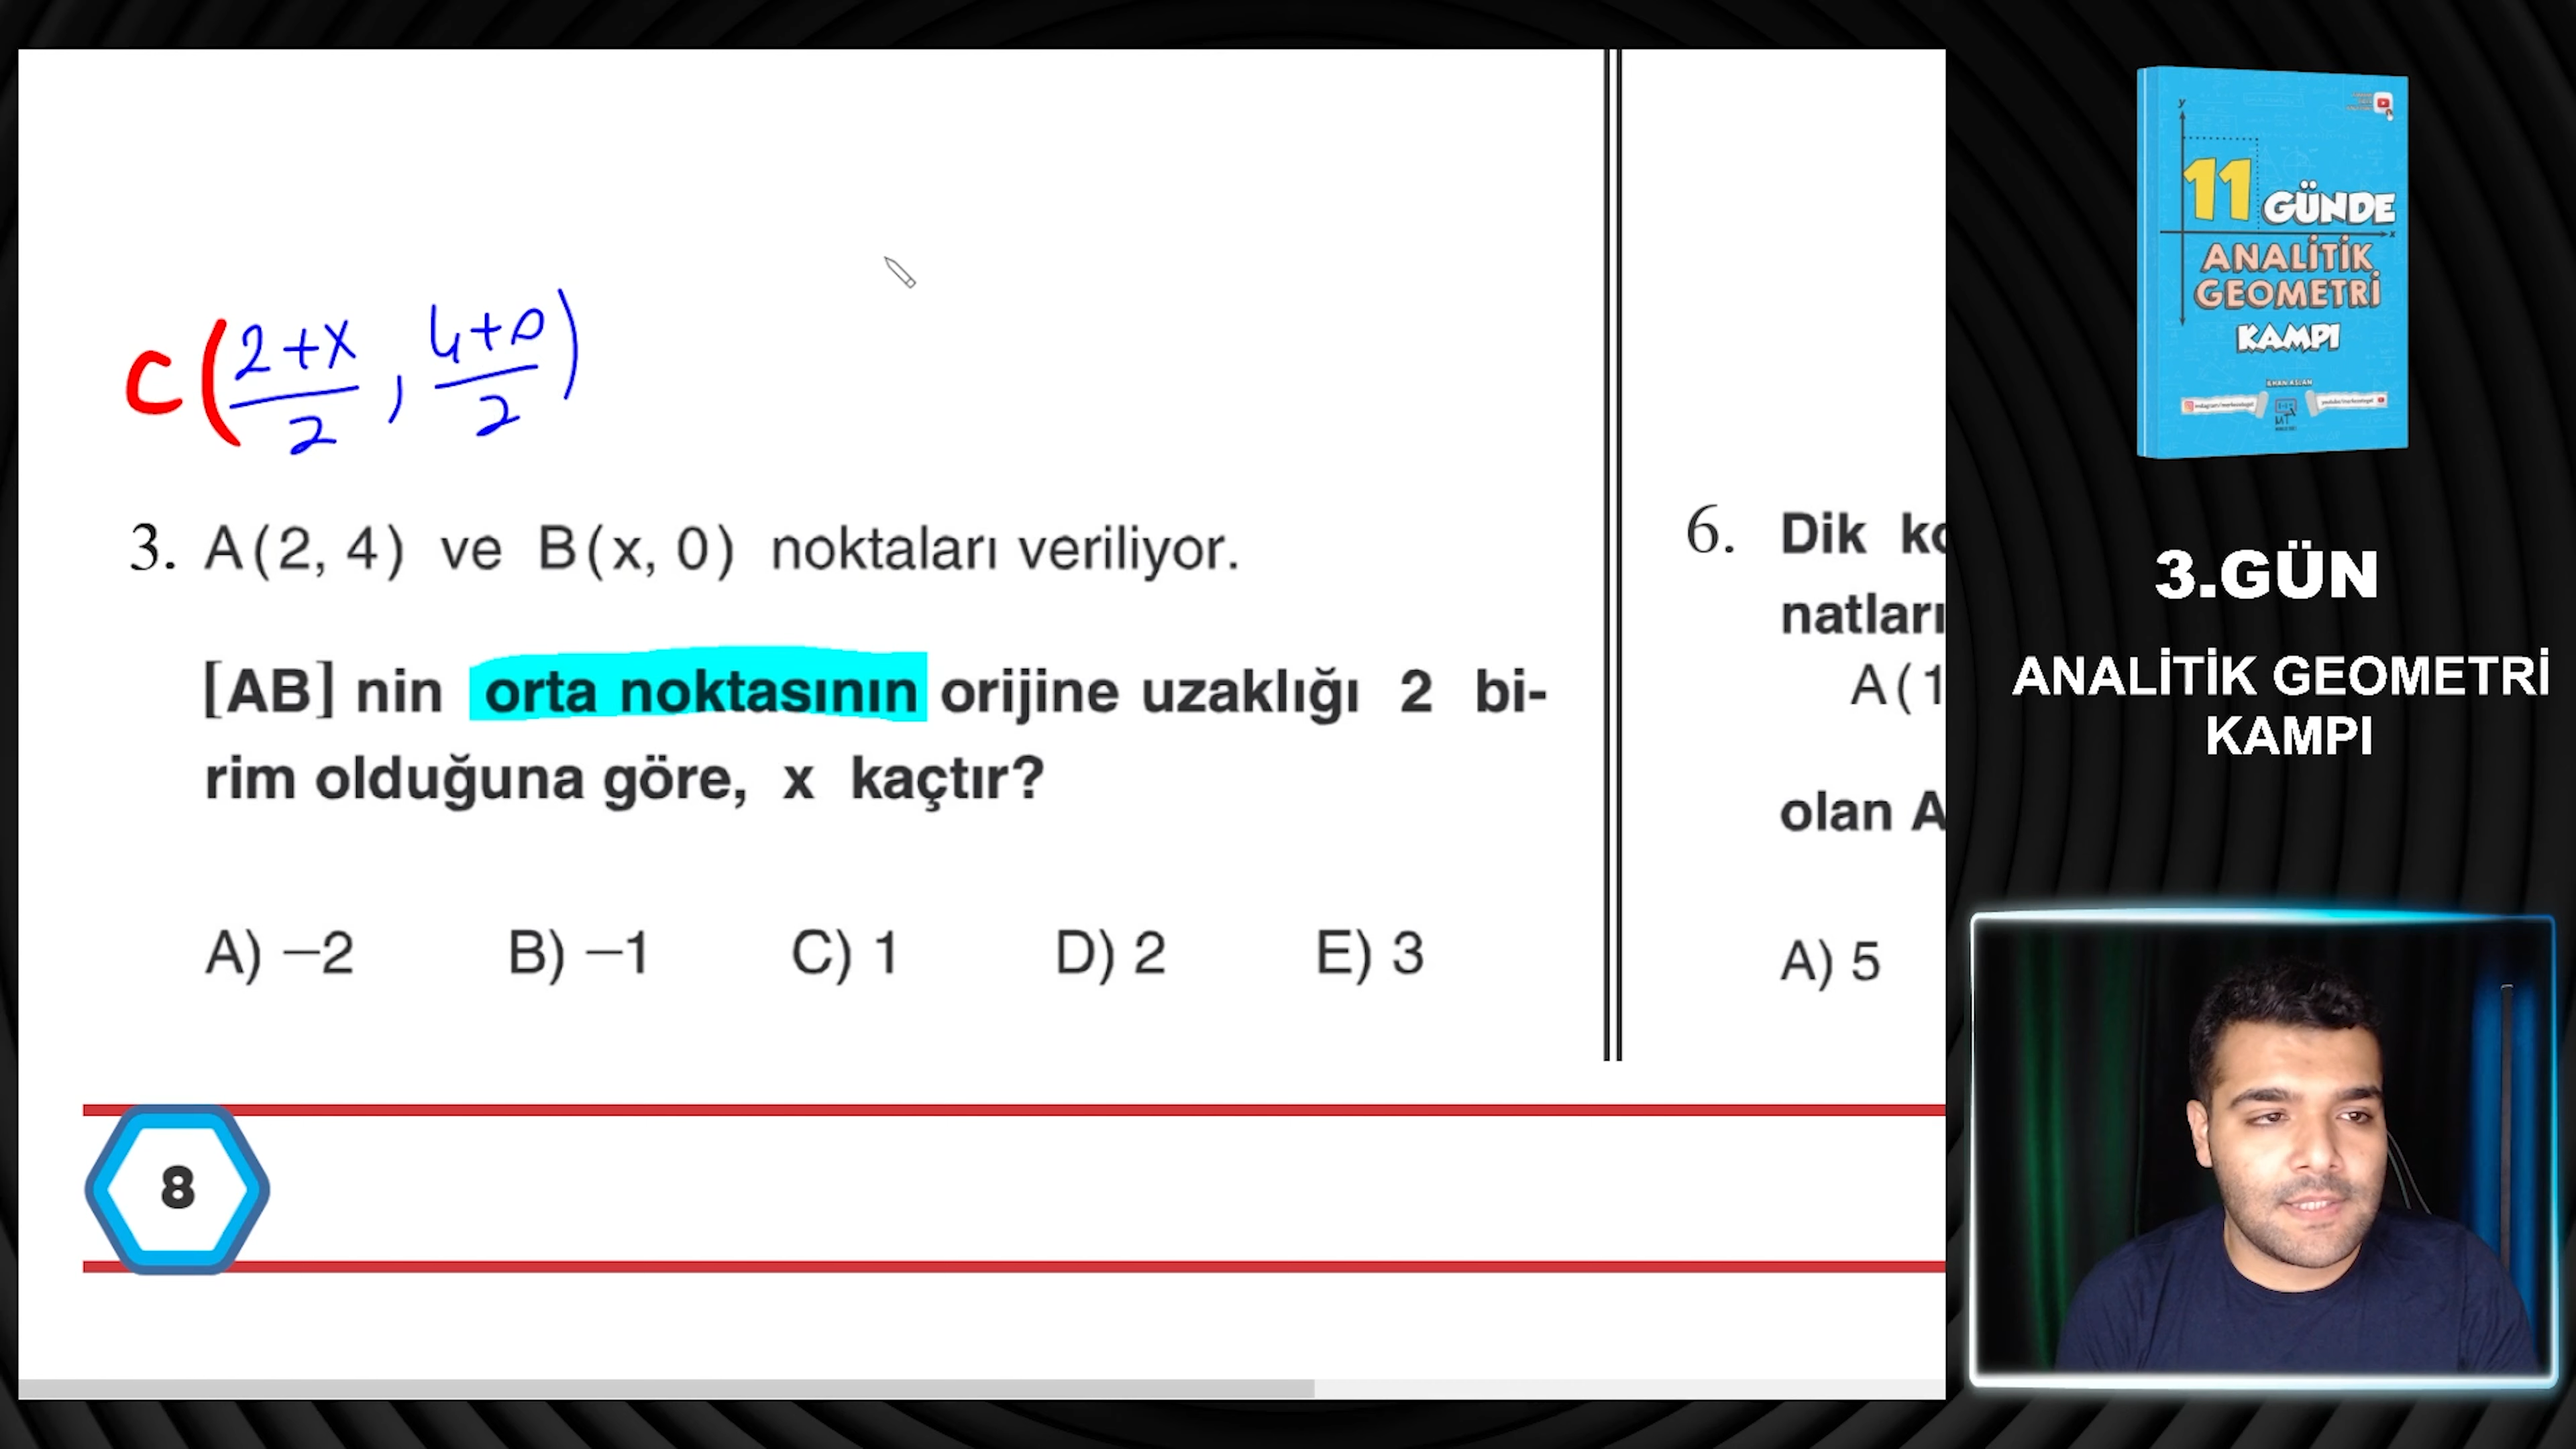 C(2+x/2, 4+0/2)
3. A(2, 4) ve B(x, 0) noktaları veriliyor.
[AB] nin orta noktasının orijine uzaklığı 2 bi-
rim olduğuna göre, x kaçtır?
A) −2 B) −1 C) 1 D) 2 E) 3
8
6. Dik ko
natları
A(1
olan A
A) 5
y
11 GÜNDE
x
ANALİTİK
GEOMETRİ
KAMPI
İLHAN ASLAN
3.GÜN
ANALİTİK GEOMETRİ
KAMPI